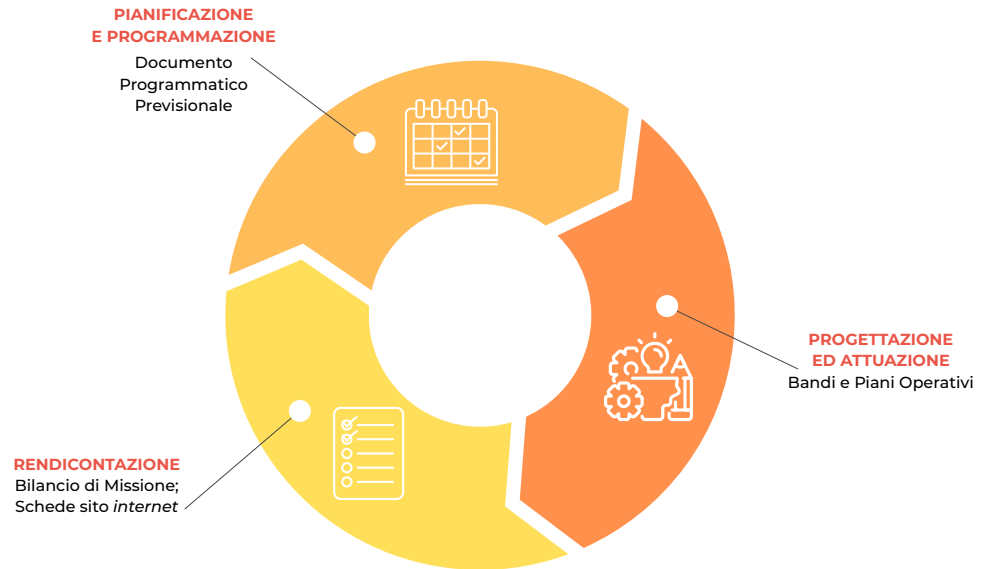 PIANIFICAZIONE
E PROGRAMMAZIONE
Documento
Programmatico
Previsionale
PROGETTAZIONE
ED ATTUAZIONE
Bandi e Piani Operativi
RENDICONTAZIONE
Bilancio di Missione;
Schede sito internet